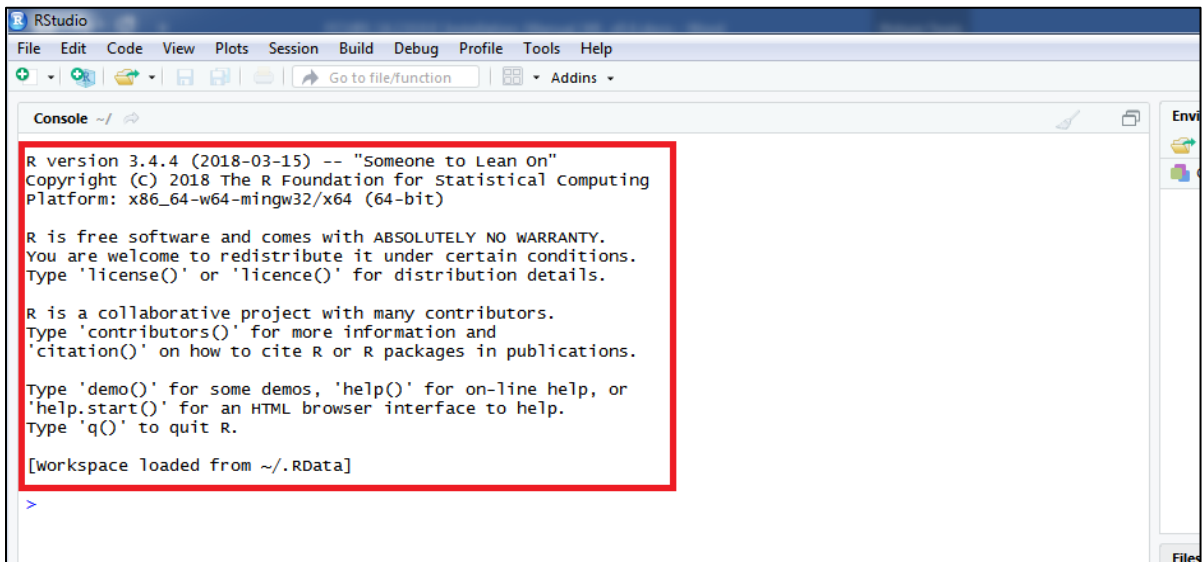 RStudio
File Edit Code View Plots Session Build Debug Profile Tools Help
Go to file/function Addins
Console ~/
Envi
R version 3.4.4 (2018-03-15) -- "Someone to Lean On"
Copyright (C) 2018 The R Foundation for Statistical Computing
Platform: x86_64-w64-mingw32/x64 (64-bit)
R is free software and comes with ABSOLUTELY NO WARRANTY.
You are welcome to redistribute it under certain conditions.
Type 'license()' or 'licence()' for distribution details.
R is a collaborative project with many contributors.
Type 'contributors()' for more information and
'citation()' on how to cite R or R packages in publications.
Type 'demo()' for some demos, 'help()' for on-line help, or
'help.start()' for an HTML browser interface to help.
Type 'q()' to quit R.
[Workspace loaded from ~/.RData]
>
Files